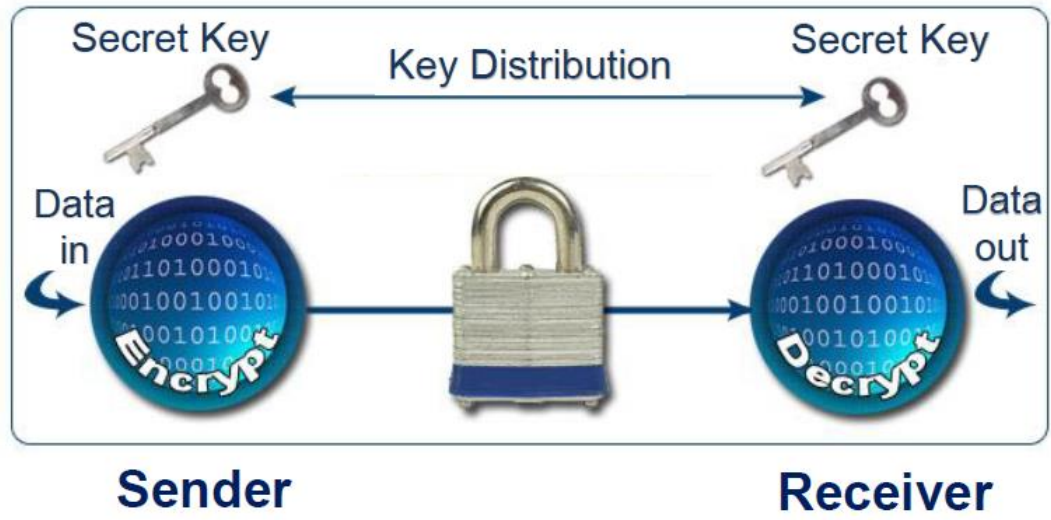 Secret Key
Key Distribution
Secret Key
Data
in
Data
out
Encrypt
Decrypt
Sender
Receiver